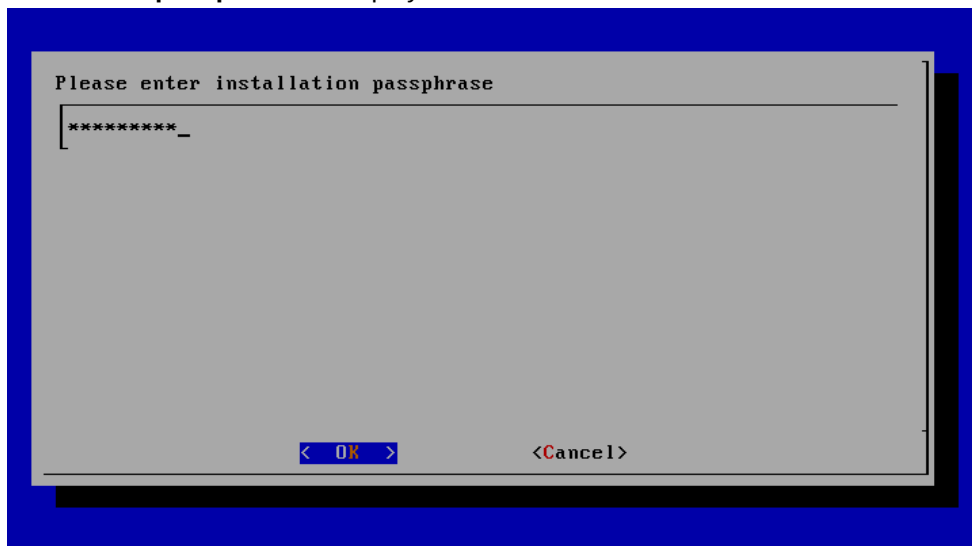 Please enter installation passphrase
*********_
< OK > <Cancel>